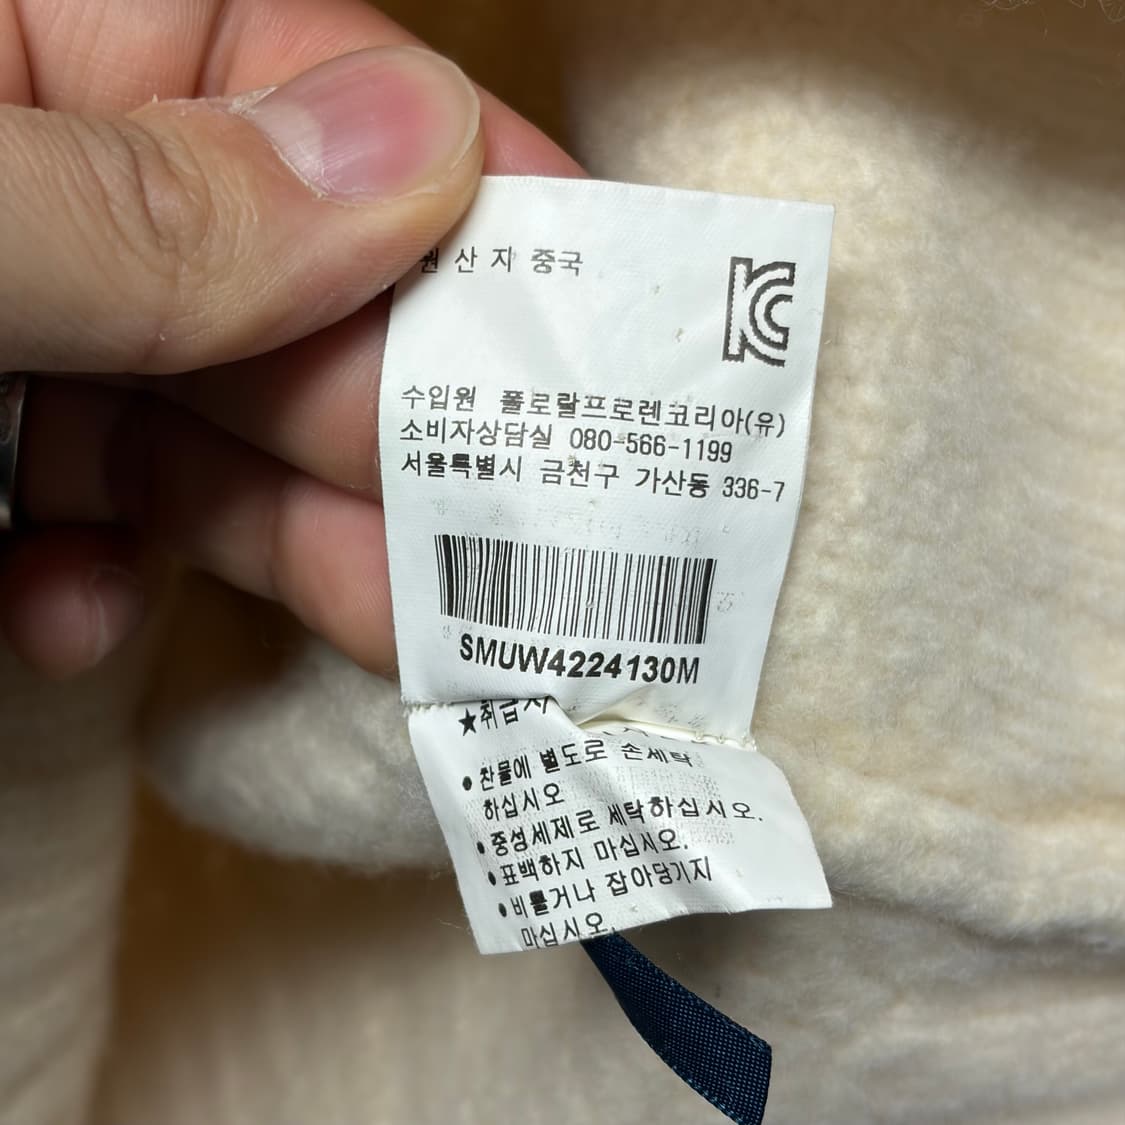 원 산 지 중국
KC
수입원 폴로랄프로렌코리아(유)
소비자상담실 080-566-1199
서울특별시 금천구 가산동 336-7
SMUW4224130M
★취급시
• 찬물에 별도로 손세탁
하십시오
• 중성세제로 세탁하십시오.
• 표백하지 마십시오.
• 비틀거나 잡아당기지
마십시오.